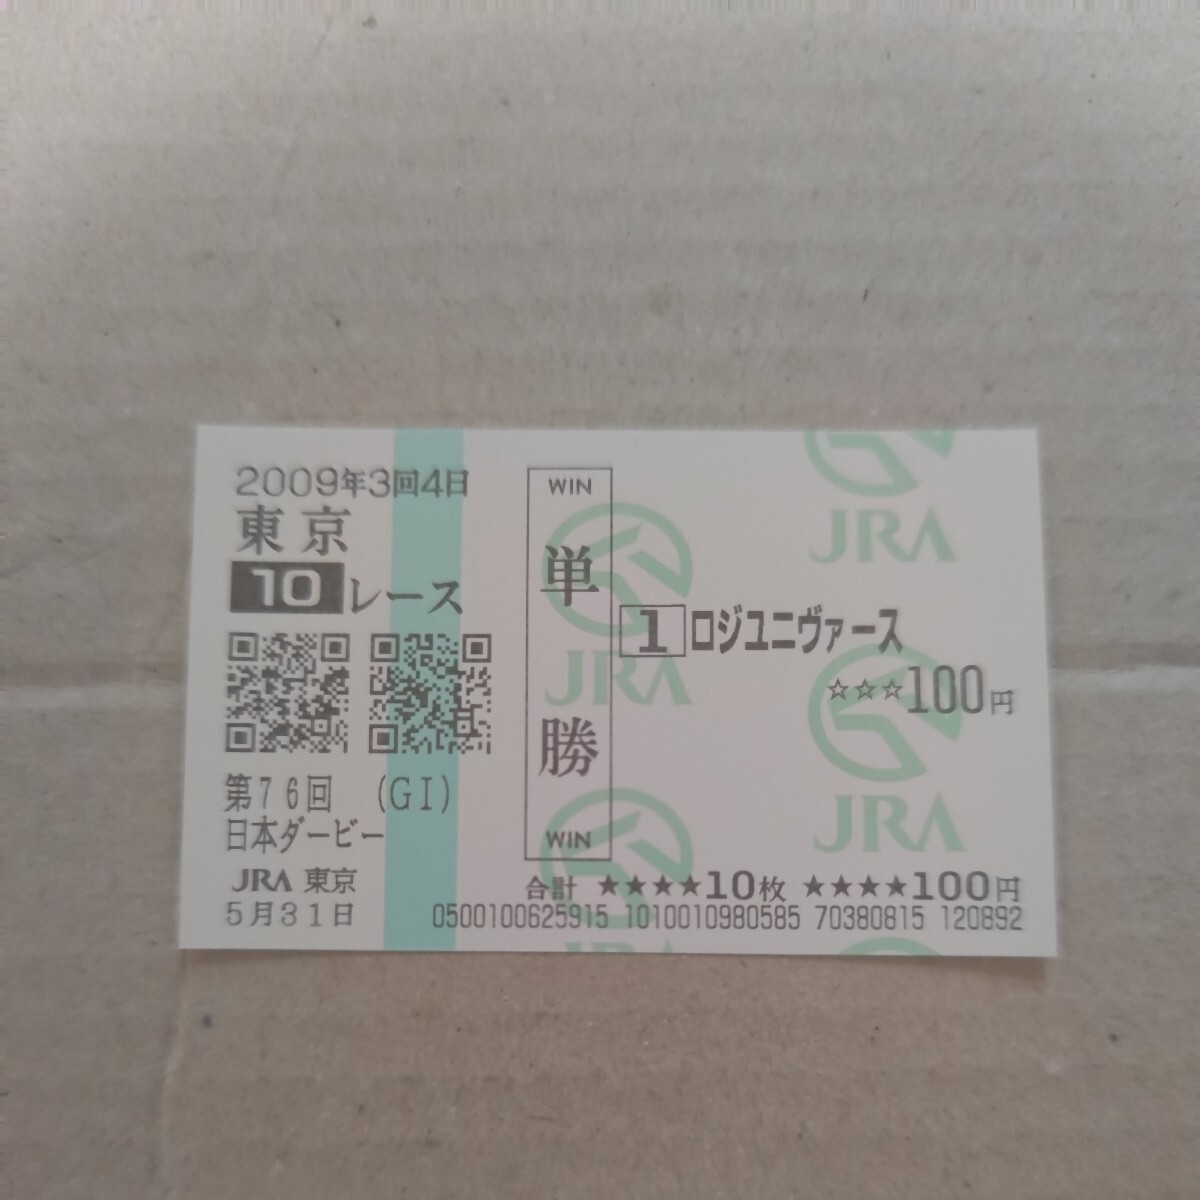 2009年3回4日
東京
10レース
第76回 (GI)
日本ダービー
JRA 東京
5月31日
WIN
単勝
WIN
1 ロジユニヴァース
☆☆☆100円
合計 ★★★★10枚 ★★★★100円
0500100625915 1010010980585 70380815 120892
JRA
JRA
JRA